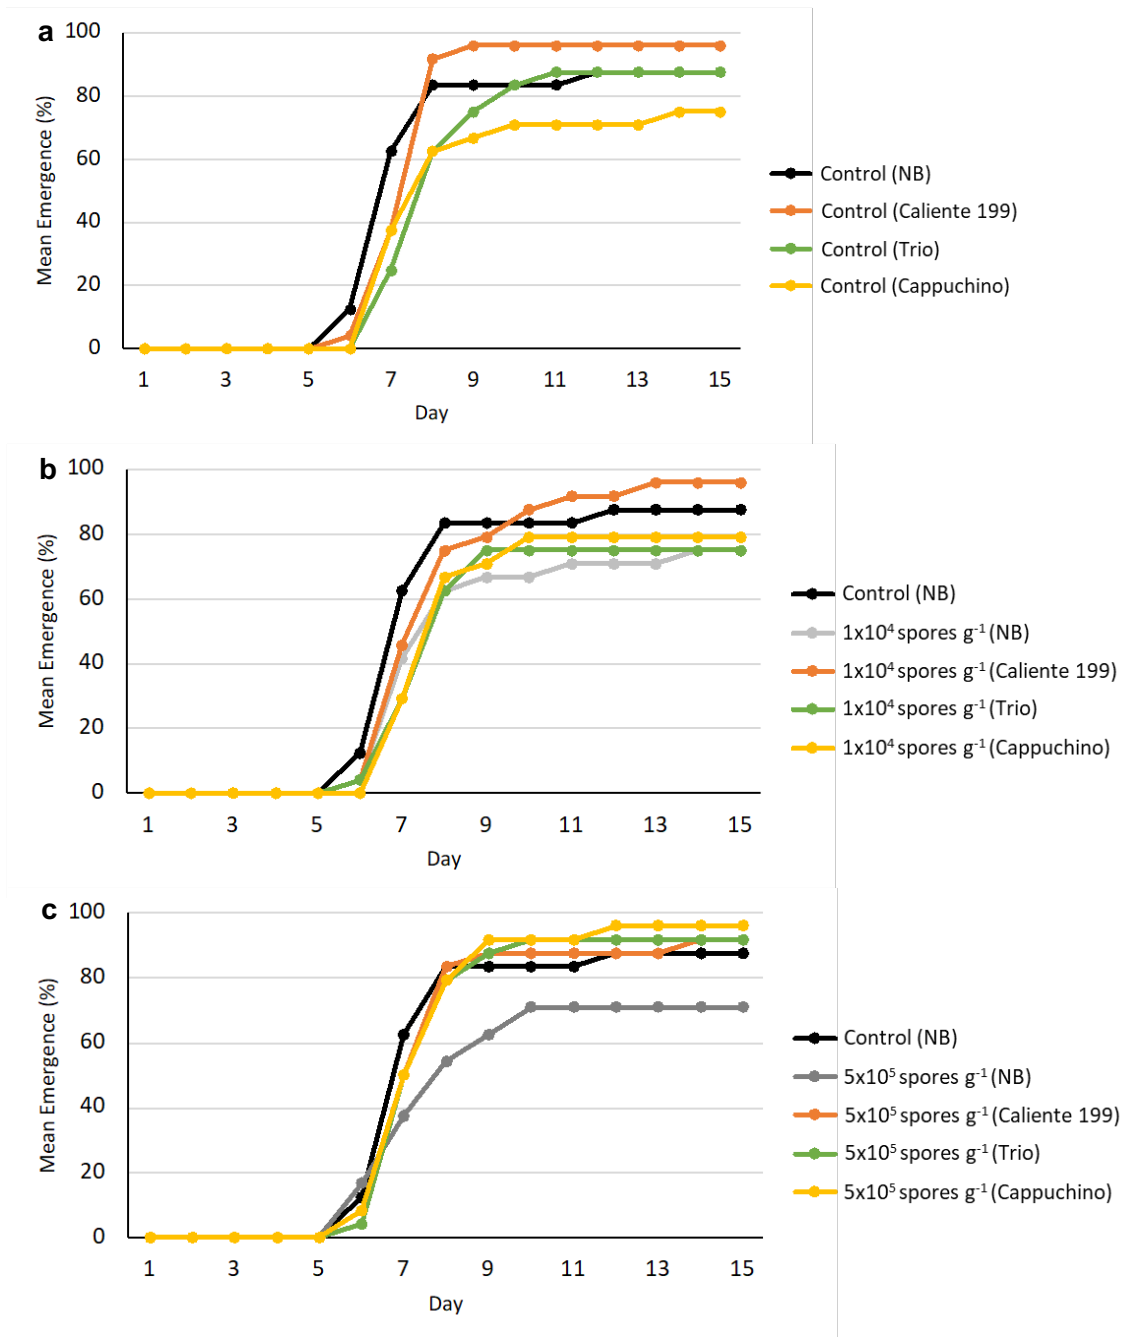 a
100
80
60
40
20
0
Mean Emergence (%)
1 3 5 7 9 11 13 15
Day
Control (NB)
Control (Caliente 199)
Control (Trio)
Control (Cappuchino)
b
100
80
60
40
20
0
Mean Emergence (%)
1 3 5 7 9 11 13 15
Day
Control (NB)
1x10⁴ spores g⁻¹ (NB)
1x10⁴ spores g⁻¹ (Caliente 199)
1x10⁴ spores g⁻¹ (Trio)
1x10⁴ spores g⁻¹ (Cappuchino)
c
100
80
60
40
20
0
Mean Emergence (%)
1 3 5 7 9 11 13 15
Day
Control (NB)
5x10⁵ spores g⁻¹ (NB)
5x10⁵ spores g⁻¹ (Caliente 199)
5x10⁵ spores g⁻¹ (Trio)
5x10⁵ spores g⁻¹ (Cappuchino)